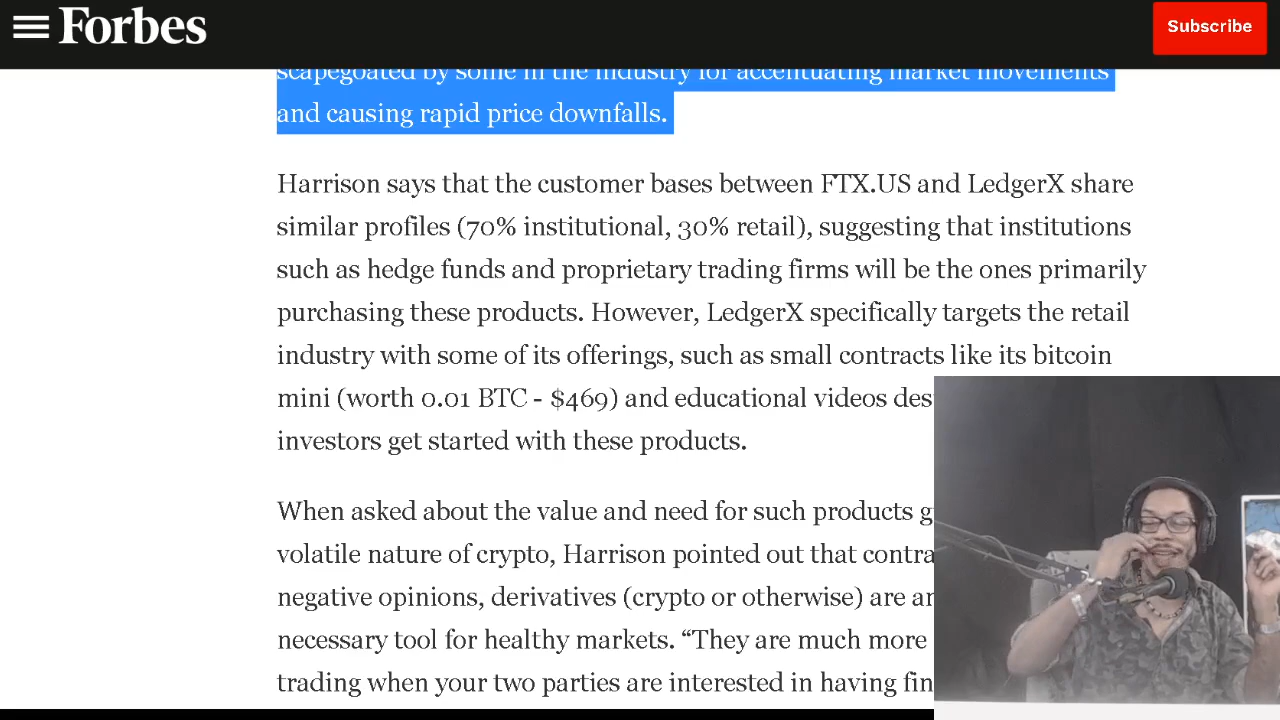 Forbes
Subscribe
scapegoated by some in the industry for accentuating market movements
and causing rapid price downfalls.
Harrison says that the customer bases between FTX.US and LedgerX share
similar profiles (70% institutional, 30% retail), suggesting that institutions
such as hedge funds and proprietary trading firms will be the ones primarily
purchasing these products. However, LedgerX specifically targets the retail
industry with some of its offerings, such as small contracts like its bitcoin
mini (worth 0.01 BTC - $469) and educational videos des
investors get started with these products.
When asked about the value and need for such products g
volatile nature of crypto, Harrison pointed out that contra
negative opinions, derivatives (crypto or otherwise) are an
necessary tool for healthy markets. “They are much more
trading when your two parties are interested in having fin